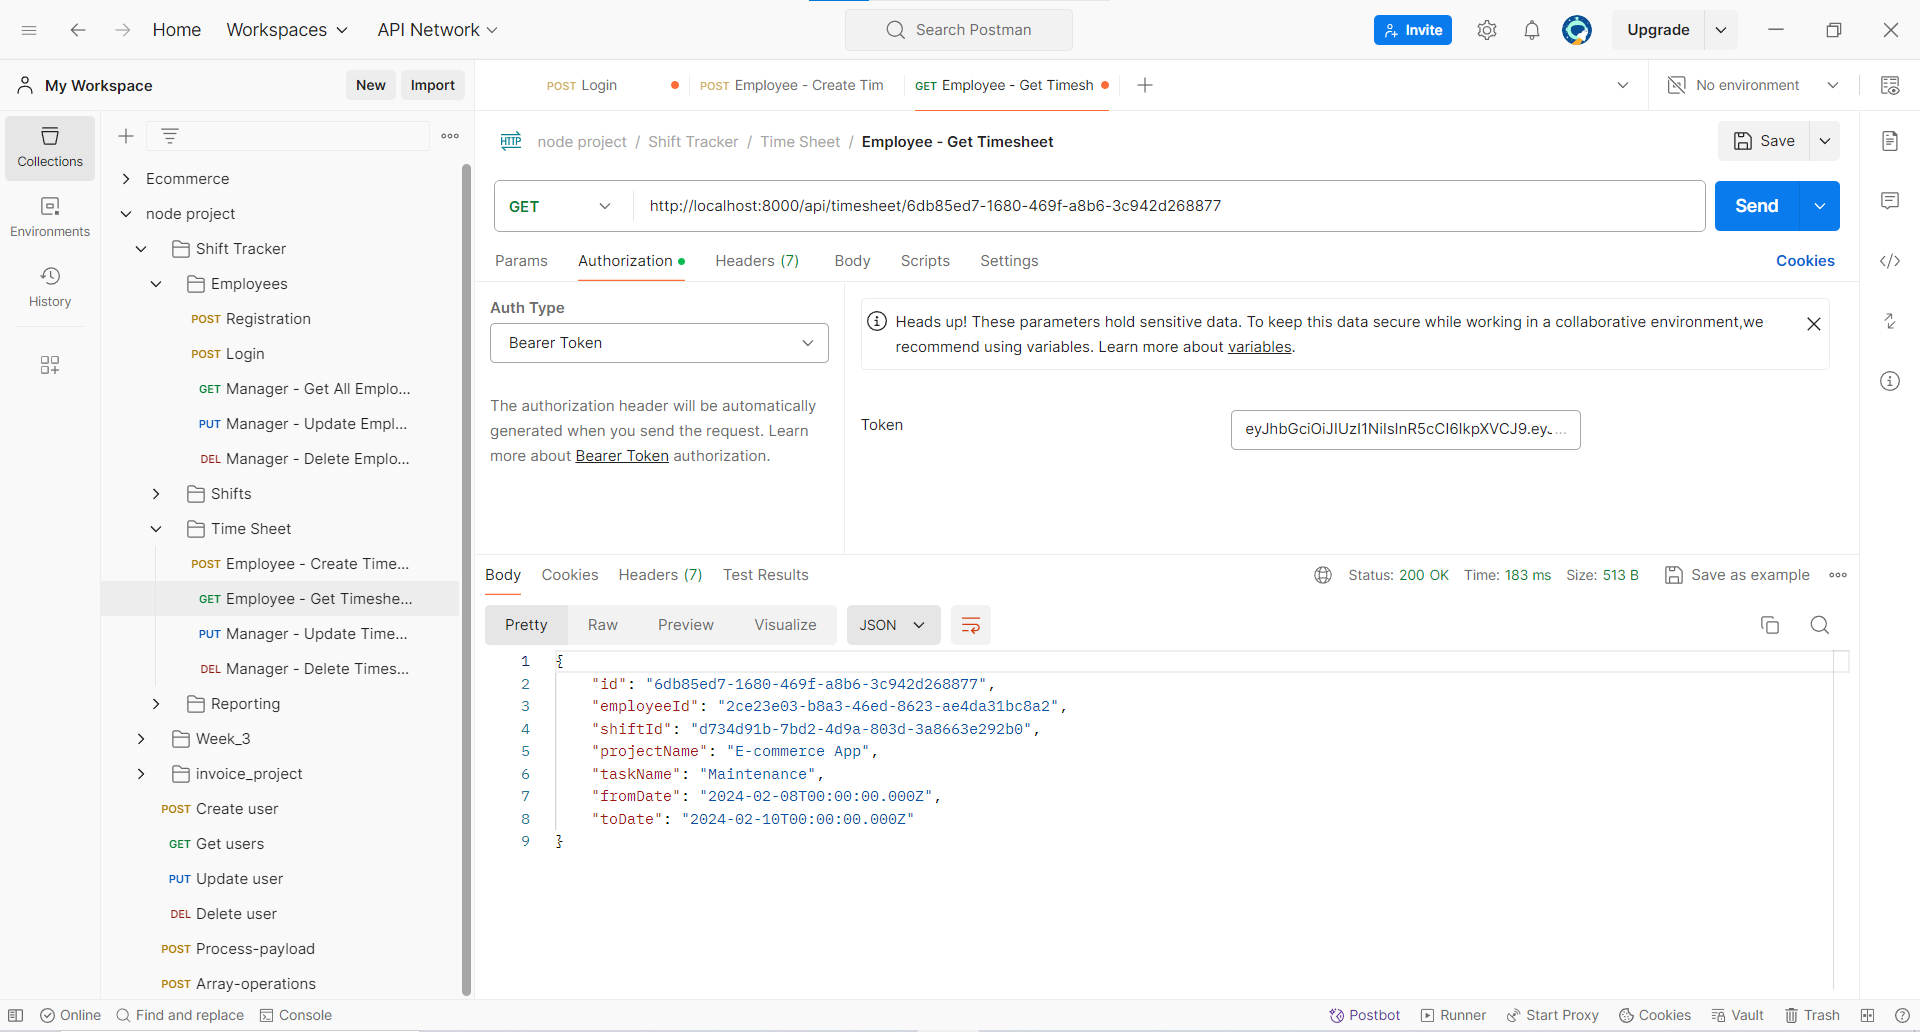 Home Workspaces API Network Search Postman Invite Upgrade
My Workspace New Import POST Login POST Employee - Create Tim GET Employee - Get Timesh No environment
Collections
Environments
History
Ecommerce
node project
Shift Tracker
Employees
POST Registration
POST Login
GET Manager - Get All Emplo...
PUT Manager - Update Empl...
DEL Manager - Delete Emplo...
Shifts
Time Sheet
POST Employee - Create Time...
GET Employee - Get Timeshe...
PUT Manager - Update Time...
DEL Manager - Delete Times...
Reporting
Week_3
invoice_project
POST Create user
GET Get users
PUT Update user
DEL Delete user
POST Process-payload
POST Array-operations
HTTP node project / Shift Tracker / Time Sheet / Employee - Get Timesheet Save
GET http://localhost:8000/api/timesheet/6db85ed7-1680-469f-a8b6-3c942d268877 Send
Params Authorization Headers (7) Body Scripts Settings Cookies
Auth Type
Bearer Token
The authorization header will be automatically
generated when you send the request. Learn
more about Bearer Token authorization.
Heads up! These parameters hold sensitive data. To keep this data secure while working in a collaborative environment,we
recommend using variables. Learn more about variables.
Token eyJhbGciOiJIUzI1NiIsInR5cCI6IkpXVCJ9.eyJ...
Body Cookies Headers (7) Test Results Status: 200 OK Time: 183 ms Size: 513 B Save as example
Pretty Raw Preview Visualize JSON
1 {
2 "id": "6db85ed7-1680-469f-a8b6-3c942d268877",
3 "employeeId": "2ce23e03-b8a3-46ed-8623-ae4da31bc8a2",
4 "shiftId": "d734d91b-7bd2-4d9a-803d-3a8663e292b0",
5 "projectName": "E-commerce App",
6 "taskName": "Maintenance",
7 "fromDate": "2024-02-08T00:00:00.000Z",
8 "toDate": "2024-02-10T00:00:00.000Z"
9 }
Online Find and replace Console Postbot Runner Start Proxy Cookies Vault Trash